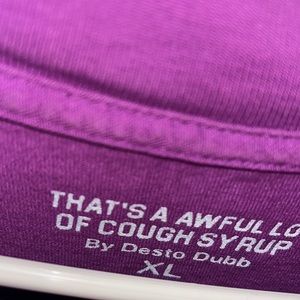 THAT'S A AWFUL LO
OF COUGH SYRUP
By Desto Dubb
XL